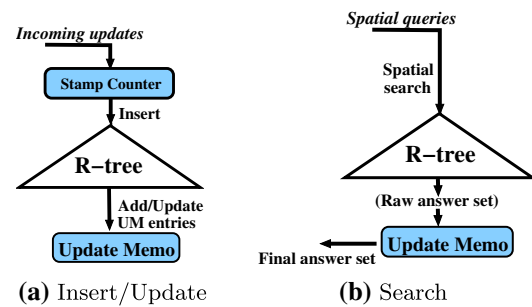 Incoming updates
Stamp Counter
Insert
R-tree
Add/Update
UM entries
Update Memo
(a) Insert/Update
Spatial queries
Spatial
search
R-tree
(Raw answer set)
Update Memo
Final answer set
(b) Search